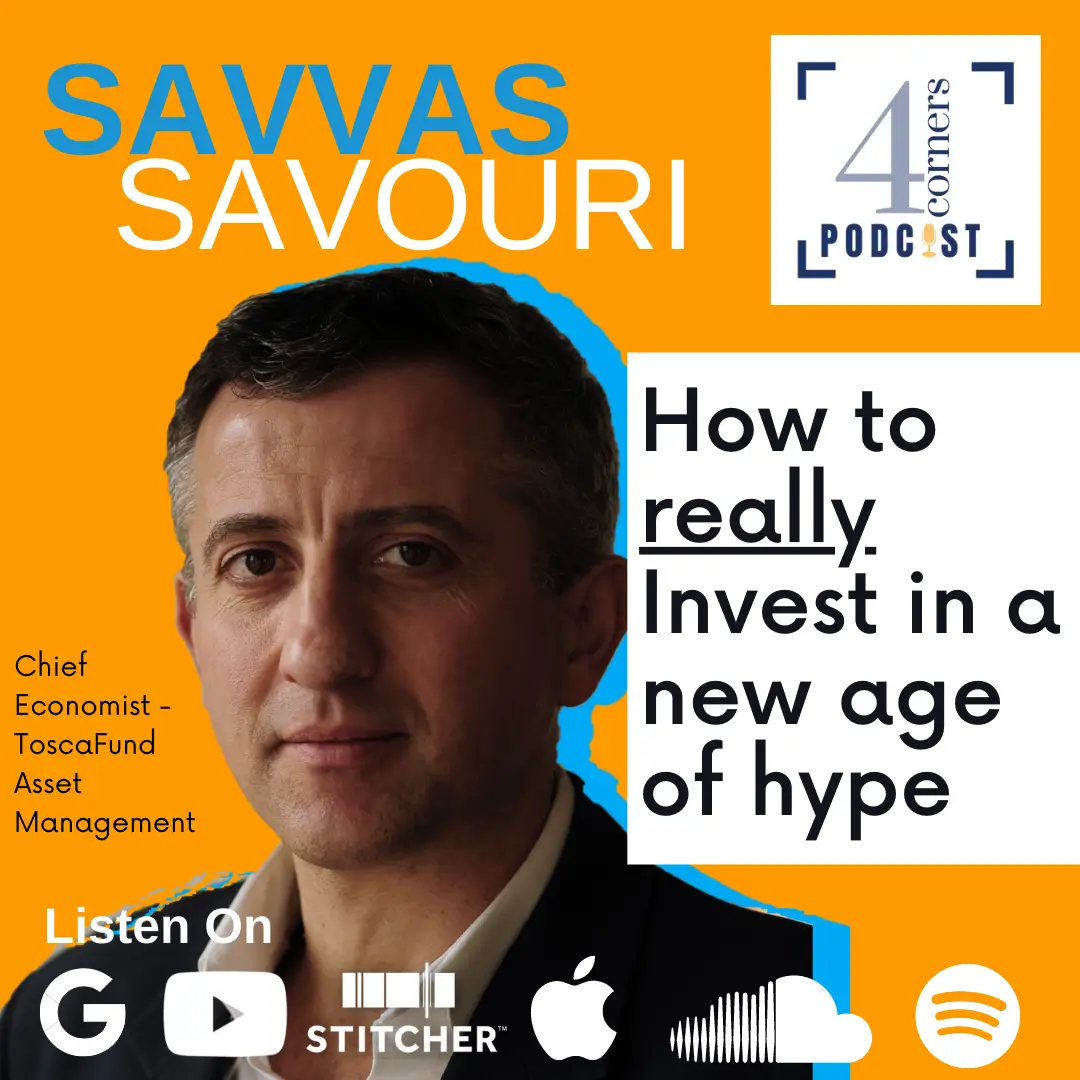 SAVVAS
SAVOURI
4 corners
PODCAST
How to
really
Invest in a
new age
of hype
Chief
Economist -
ToscaFund
Asset
Management
Listen On
G
STITCHER™